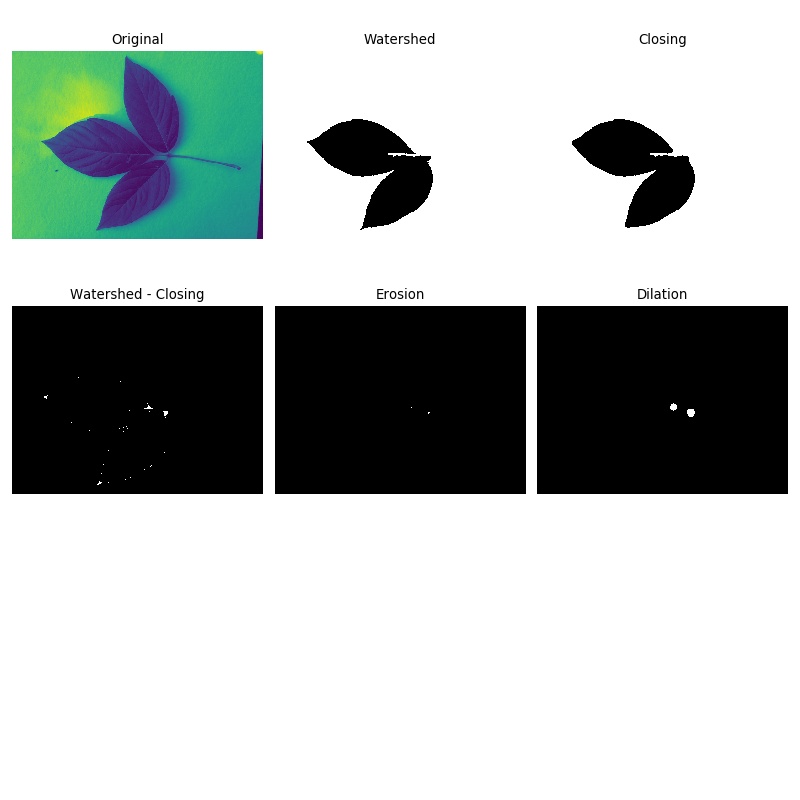 Original
Watershed
Closing
Watershed - Closing
Erosion
Dilation